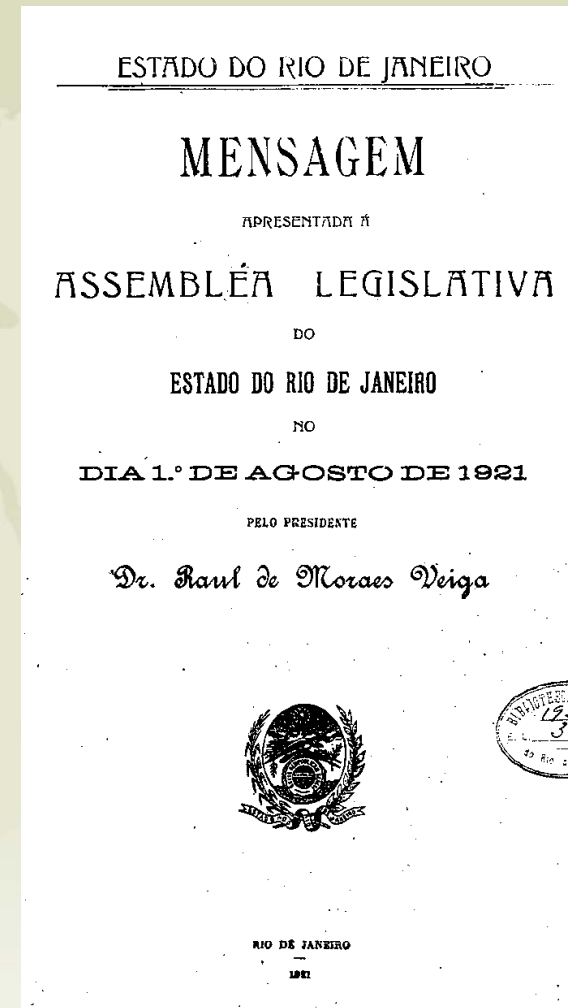 ESTADO DO RIO DE JANEIRO
MENSAGEM
APRESENTADA Á
ASSEMBLÉA LEGISLATIVA
DO
ESTADO DO RIO DE JANEIRO
NO
DIA 1.º DE AGOSTO DE 1921
PELO PRESIDENTE
Dr. Raul de Moraes Veiga
RIO DE JANEIRO
1921